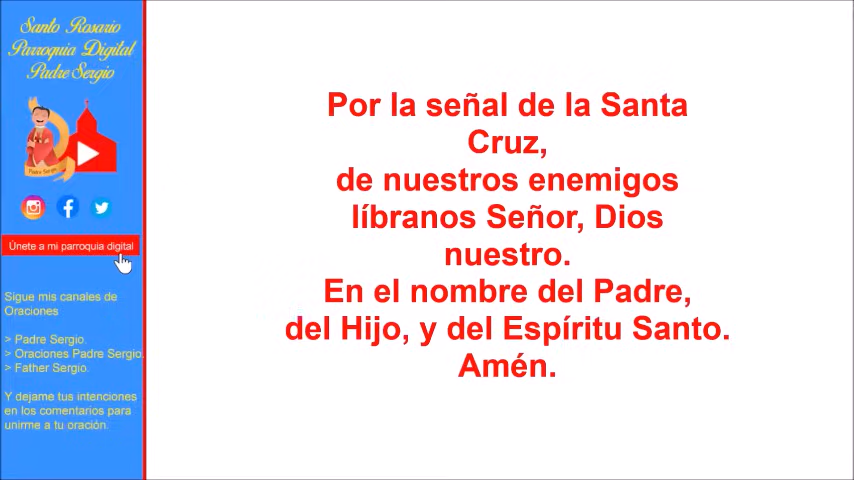 Santo Rosario
Parroquia Digital
Padre Sergio
Padre Sergio
Únete a mi parroquia digital
Sigue mis canales de
Oraciones
> Padre Sergio.
> Oraciones Padre Sergio.
> Father Sergio.
Y dejame tus intenciones
en los comentarios para
unirme a tu oración.
Por la señal de la Santa
Cruz,
de nuestros enemigos
líbranos Señor, Dios
nuestro.
En el nombre del Padre,
del Hijo, y del Espíritu Santo.
Amén.